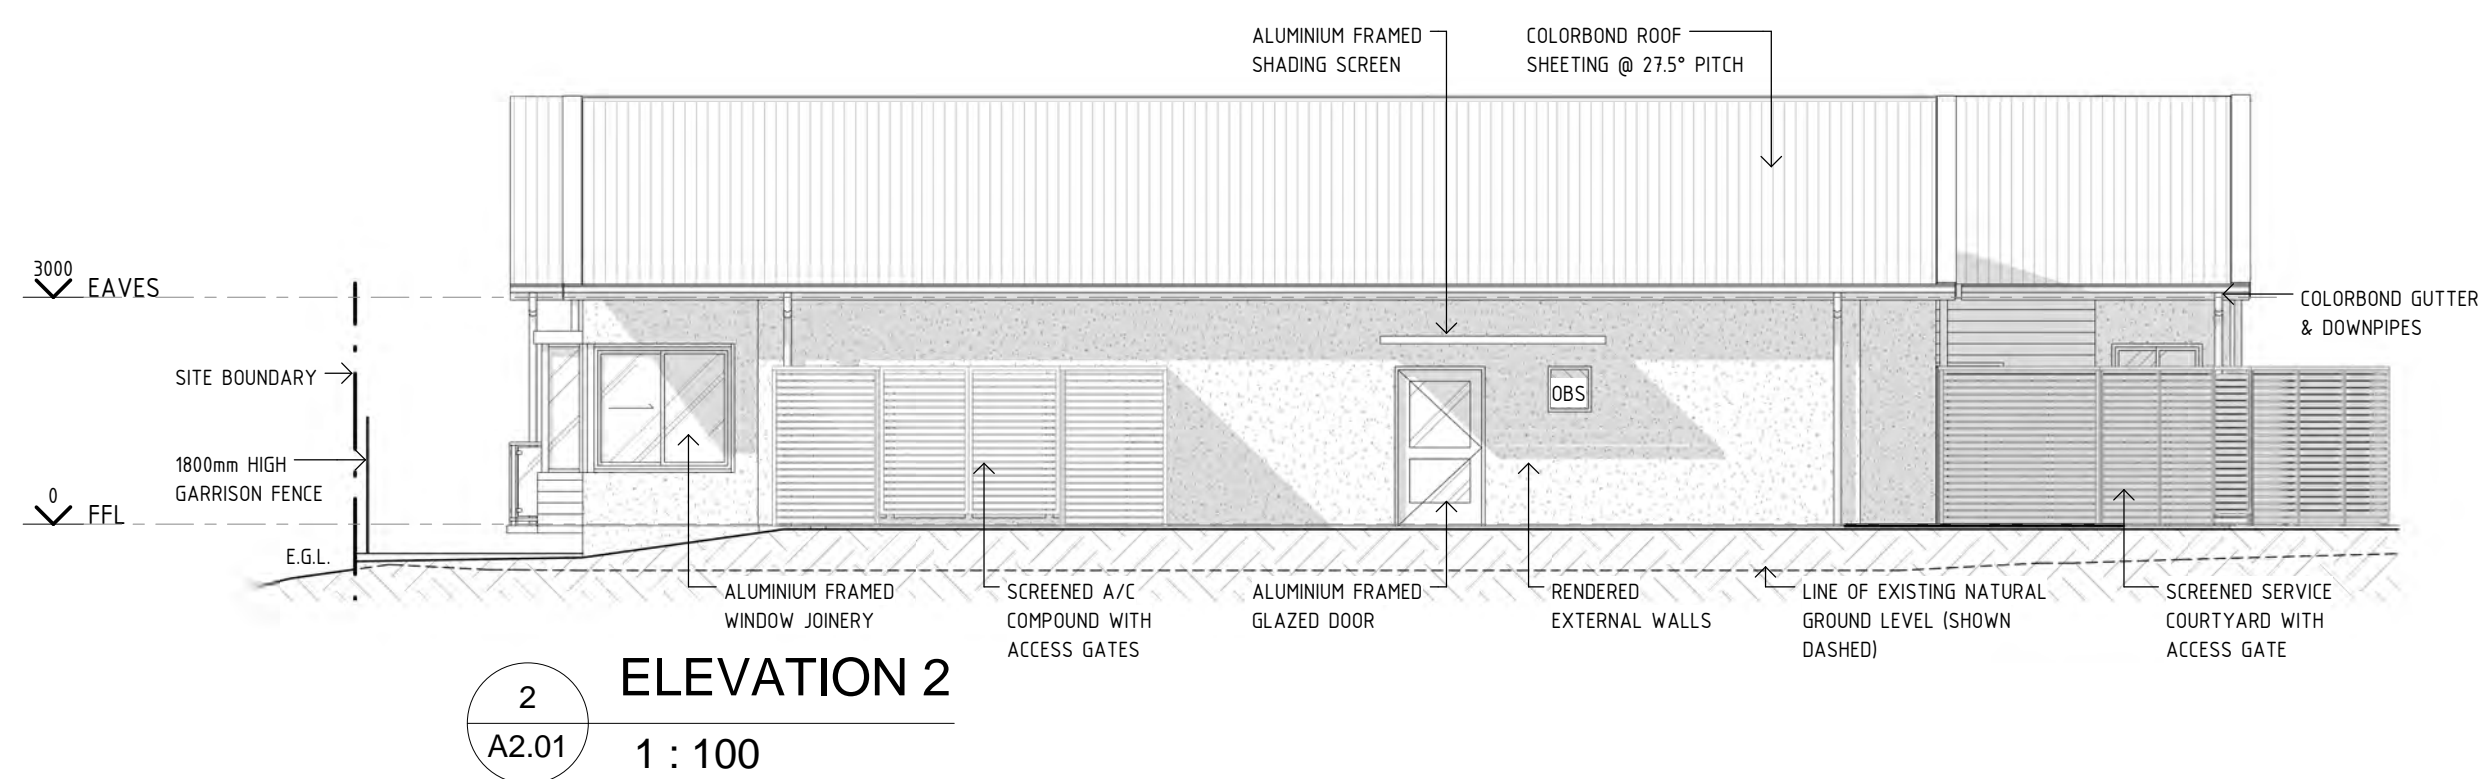 ALUMINIUM FRAMED
SHADING SCREEN
COLORBOND ROOF
SHEETING @ 27.5° PITCH
3000
EAVES
COLORBOND GUTTER
& DOWNPIPES
SITE BOUNDARY
OBS
1800mm HIGH
GARRISON FENCE
0
FFL
E.G.L.
ALUMINIUM FRAMED
WINDOW JOINERY
SCREENED A/C
COMPOUND WITH
ACCESS GATES
ALUMINIUM FRAMED
GLAZED DOOR
RENDERED
EXTERNAL WALLS
LINE OF EXISTING NATURAL
GROUND LEVEL (SHOWN
DASHED)
SCREENED SERVICE
COURTYARD WITH
ACCESS GATE
2
A2.01
ELEVATION 2
1 : 100